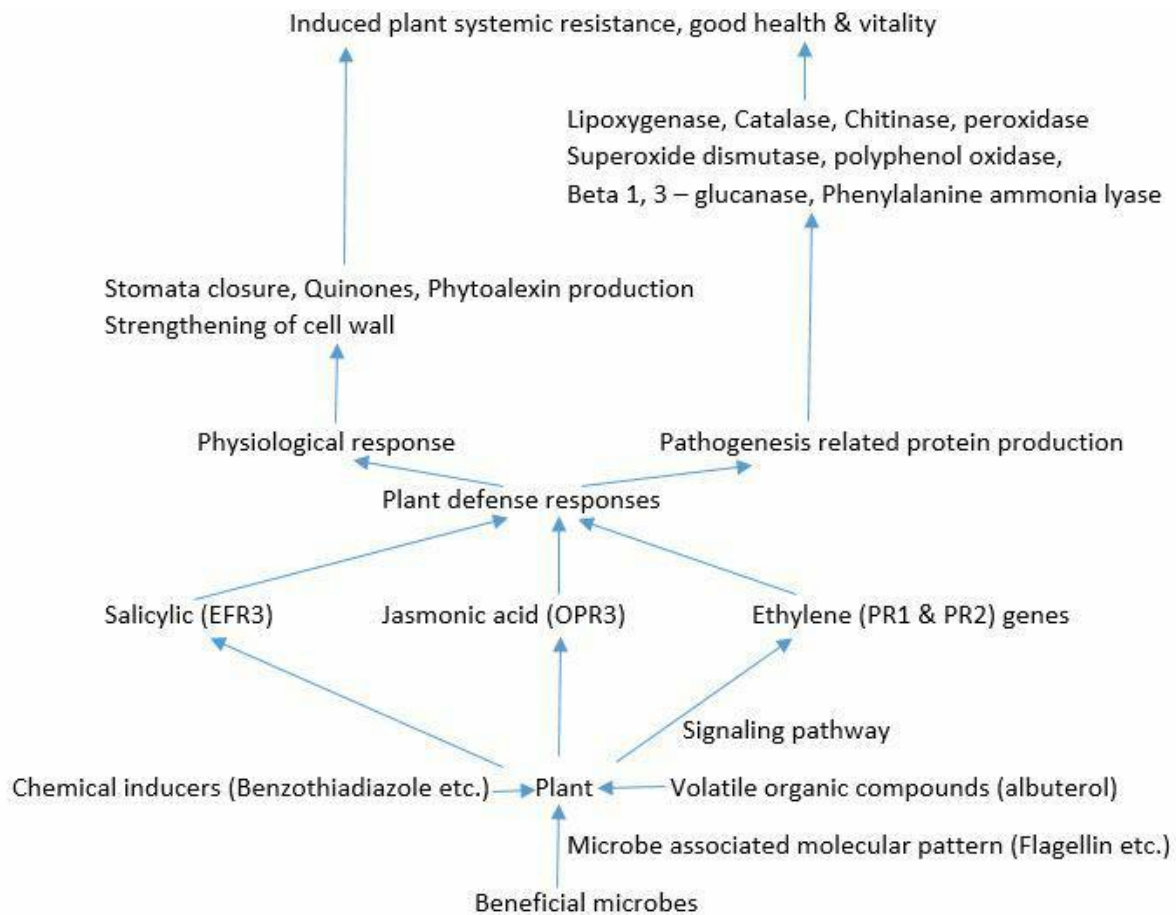 Induced plant systemic resistance, good health & vitality
Lipoxygenase, Catalase, Chitinase, peroxidase
Superoxide dismutase, polyphenol oxidase,
Beta 1, 3 – glucanase, Phenylalanine ammonia lyase
Stomata closure, Quinones, Phytoalexin production
Strengthening of cell wall
Physiological response
Pathogenesis related protein production
Plant defense responses
Salicylic (EFR3)
Jasmonic acid (OPR3)
Ethylene (PR1 & PR2) genes
Signaling pathway
Chemical inducers (Benzothiadiazole etc.)
Plant
Volatile organic compounds (albuterol)
Microbe associated molecular pattern (Flagellin etc.)
Beneficial microbes